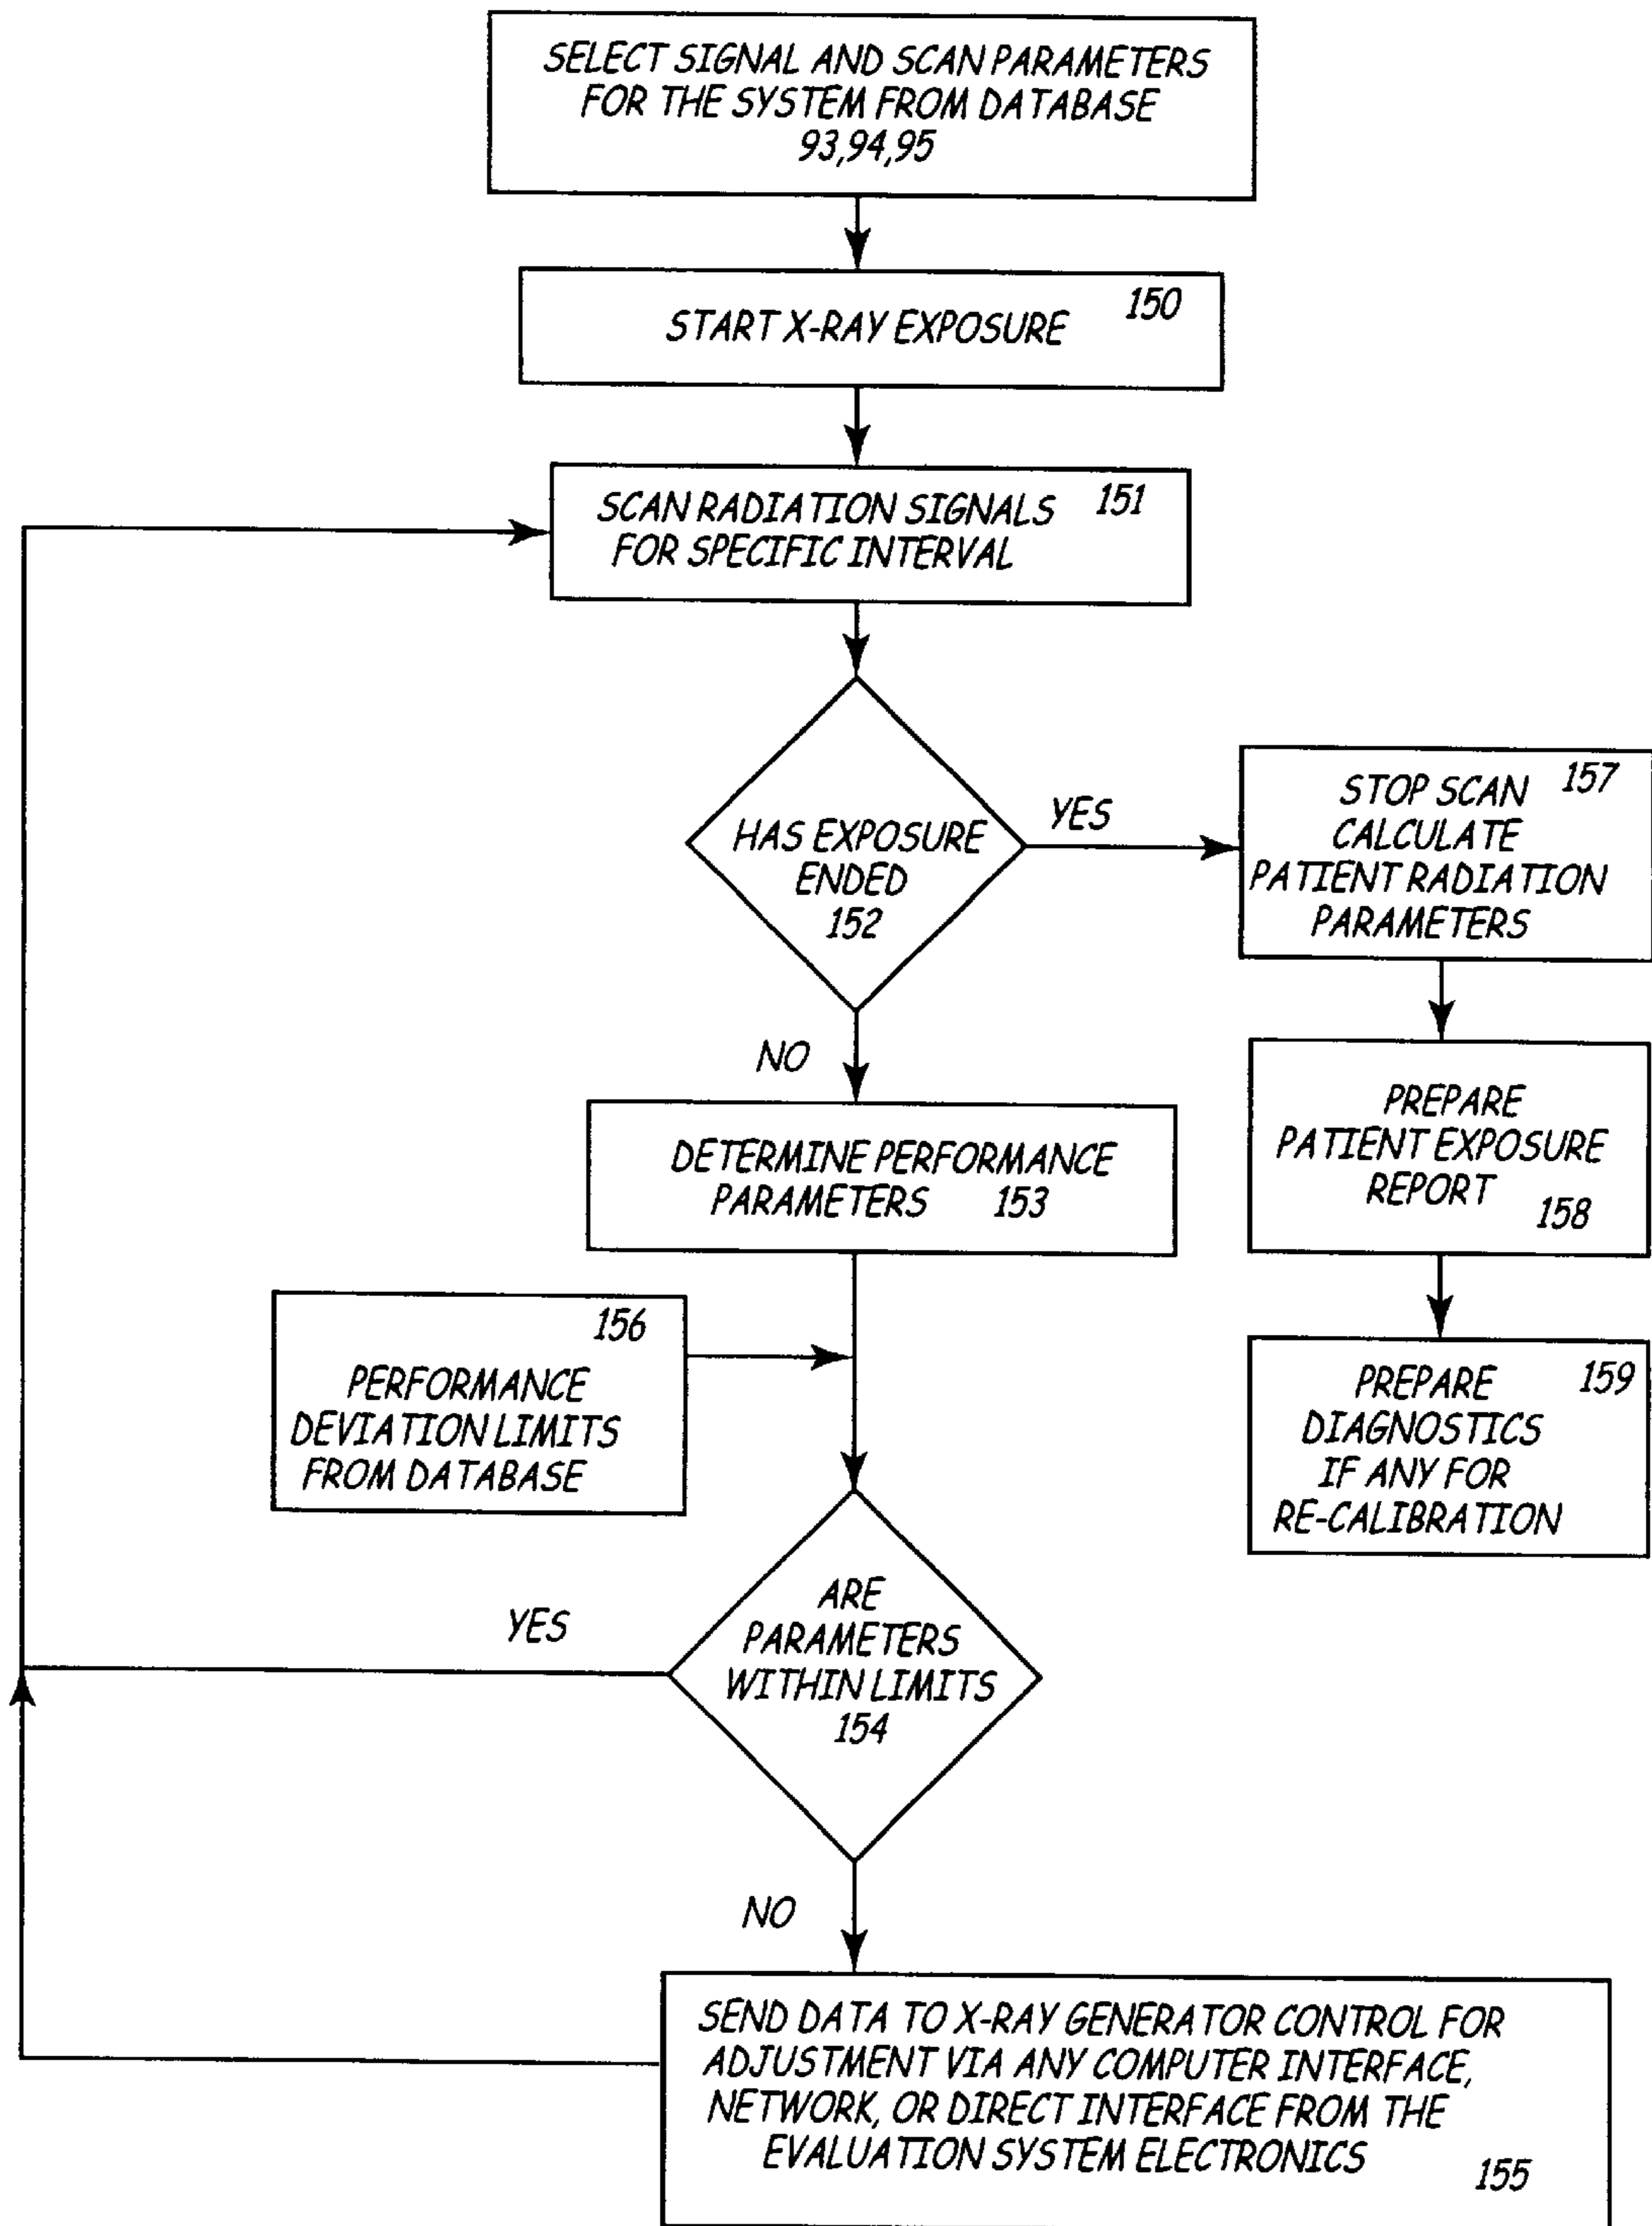 SELECT SIGNAL AND SCAN PARAMETERS
FOR THE SYSTEM FROM DATABASE
93,94,95
START X-RAY EXPOSURE 150
SCAN RADIATION SIGNALS 151
FOR SPECIFIC INTERVAL
HAS EXPOSURE
ENDED
152
YES
STOP SCAN 157
CALCULATE
PATIENT RADIATION
PARAMETERS
PREPARE
PATIENT EXPOSURE
REPORT 158
PREPARE 159
DIAGNOSTICS
IF ANY FOR
RE-CALIBRATION
NO
DETERMINE PERFORMANCE
PARAMETERS 153
156
PERFORMANCE
DEVIATION LIMITS
FROM DATABASE
ARE
PARAMETERS
WITHIN LIMITS
154
YES
NO
SEND DATA TO X-RAY GENERATOR CONTROL FOR
ADJUSTMENT VIA ANY COMPUTER INTERFACE,
NETWORK, OR DIRECT INTERFACE FROM THE
EVALUATION SYSTEM ELECTRONICS
155